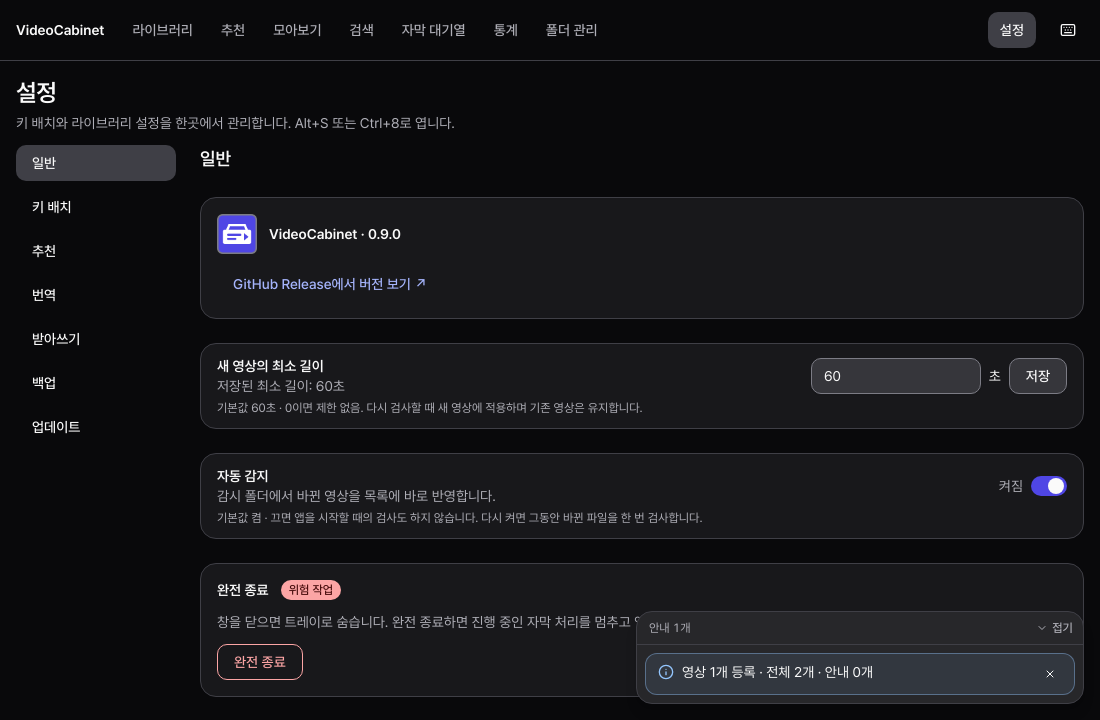 VideoCabinet 라이브러리 추천 모아보기 검색 자막 대기열 통계 폴더 관리 설정
설정
키 배치와 라이브러리 설정을 한곳에서 관리합니다. Alt+S 또는 Ctrl+8로 엽니다.
일반
키 배치
추천
번역
받아쓰기
백업
업데이트
일반
VideoCabinet · 0.9.0
GitHub Release에서 버전 보기 ↗
새 영상의 최소 길이
저장된 최소 길이: 60초
기본값 60초 · 0이면 제한 없음. 다시 검사할 때 새 영상에 적용하며 기존 영상은 유지합니다.
60 초 저장
자동 감지
감시 폴더에서 바뀐 영상을 목록에 바로 반영합니다.
기본값 켬 · 끄면 앱을 시작할 때의 검사도 하지 않습니다. 다시 켜면 그동안 바뀐 파일을 한 번 검사합니다.
켜짐
완전 종료 위험 작업
창을 닫으면 트레이로 숨습니다. 완전 종료하면 진행 중인 자막 처리를 멈추고
완전 종료
안내 1개 접기
영상 1개 등록 · 전체 2개 · 안내 0개